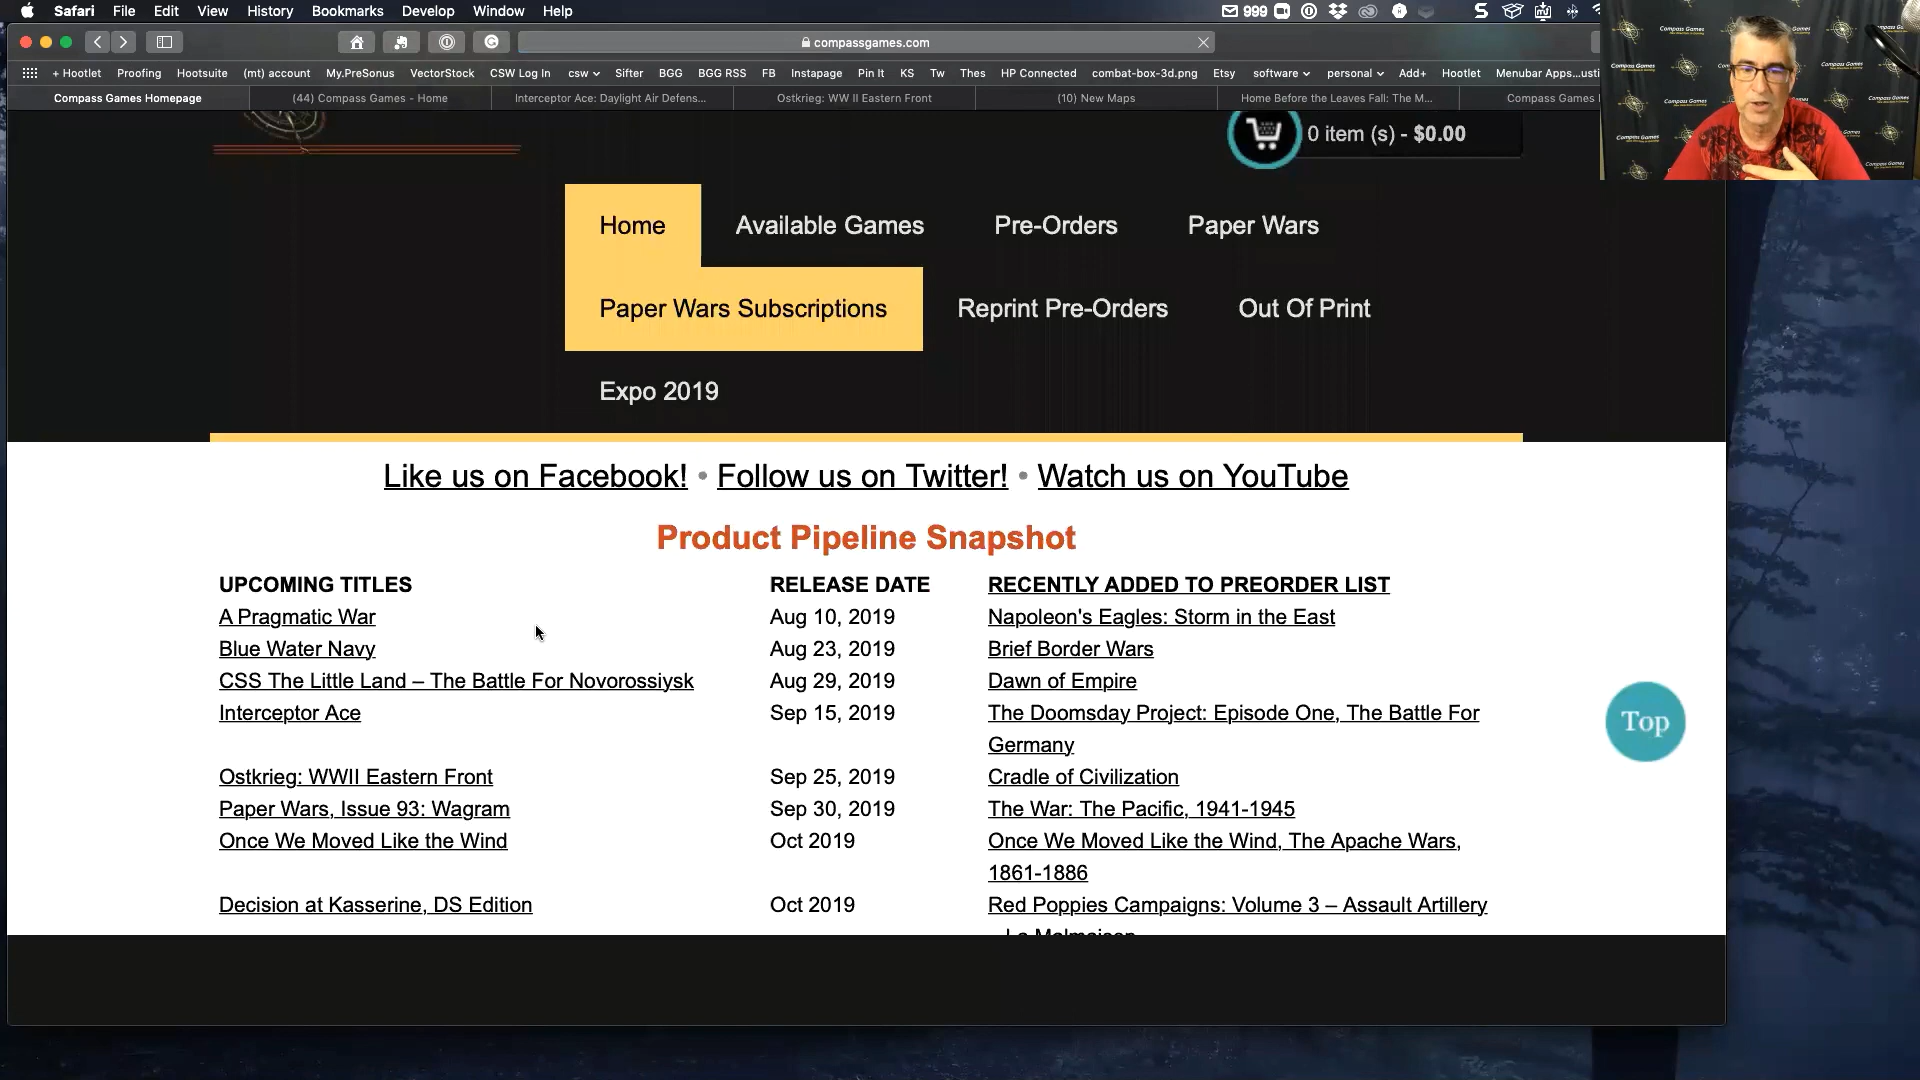 Safari File Edit View History Bookmarks Develop Window Help 999
compassgames.com
+ Hootlet Proofing Hootsuite (mt) account My.PreSonus VectorStock CSW Log In csw Sifter BGG BGG RSS FB Instapage Pin It KS Tw Thes HP Connected combat-box-3d.png Etsy software personal Add+ Hootlet Menubar Apps...usti
Compass Games Homepage (44) Compass Games - Home Interceptor Ace: Daylight Air Defens... Ostkrieg: WW II Eastern Front (10) New Maps Home Before the Leaves Fall: The M... Compass Games
0 item (s) - $0.00
Home Available Games Pre-Orders Paper Wars
Paper Wars Subscriptions Reprint Pre-Orders Out Of Print
Expo 2019
Like us on Facebook! • Follow us on Twitter! • Watch us on YouTube
Product Pipeline Snapshot
UPCOMING TITLES RELEASE DATE RECENTLY ADDED TO PREORDER LIST
A Pragmatic War Aug 10, 2019 Napoleon's Eagles: Storm in the East
Blue Water Navy Aug 23, 2019 Brief Border Wars
CSS The Little Land – The Battle For Novorossiysk Aug 29, 2019 Dawn of Empire
Interceptor Ace Sep 15, 2019 The Doomsday Project: Episode One, The Battle For
Germany
Top
Ostkrieg: WWII Eastern Front Sep 25, 2019 Cradle of Civilization
Paper Wars, Issue 93: Wagram Sep 30, 2019 The War: The Pacific, 1941-1945
Once We Moved Like the Wind Oct 2019 Once We Moved Like the Wind, The Apache Wars,
1861-1886
Decision at Kasserine, DS Edition Oct 2019 Red Poppies Campaigns: Volume 3 – Assault Artillery